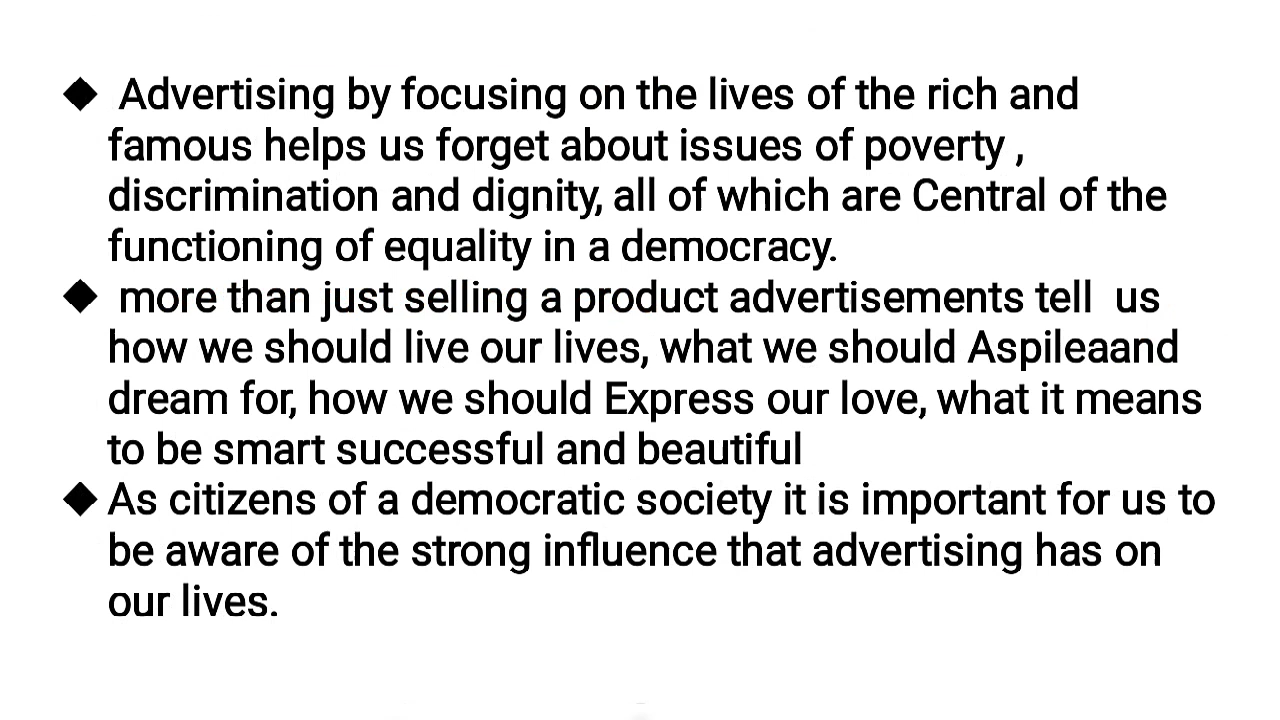 ◆ Advertising by focusing on the lives of the rich and
famous helps us forget about issues of poverty ,
discrimination and dignity, all of which are Central of the
functioning of equality in a democracy.
◆ more than just selling a product advertisements tell  us
how we should live our lives, what we should Aspileaand
dream for, how we should Express our love, what it means
to be smart successful and beautiful
◆ As citizens of a democratic society it is important for us to
be aware of the strong influence that advertising has on
our lives.